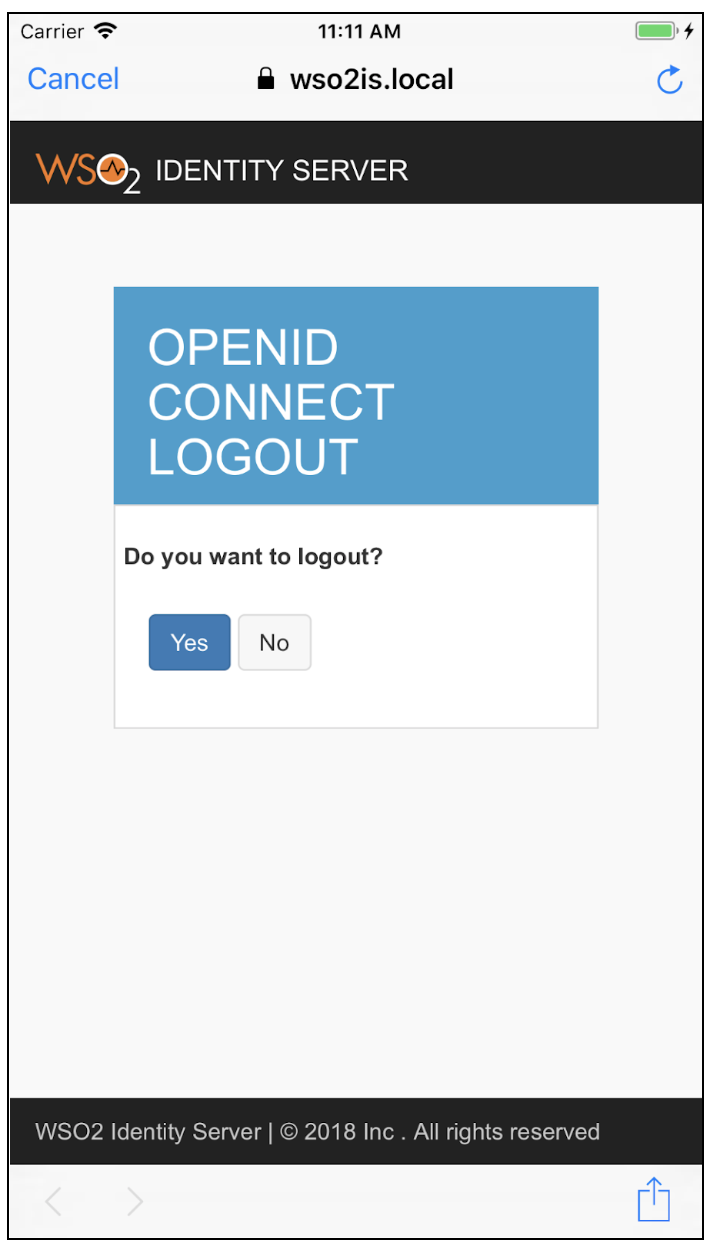 Carrier 11:11 AM
Cancel wso2is.local
WSO2 IDENTITY SERVER
OPENID
CONNECT
LOGOUT
Do you want to logout?
Yes No
WSO2 Identity Server | © 2018 Inc . All rights reserved